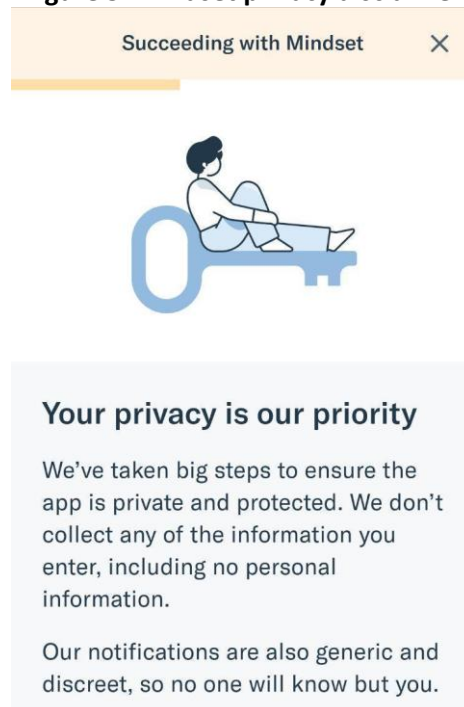 Succeeding with Mindset
Your privacy is our priority
We've taken big steps to ensure the
app is private and protected. We don't
collect any of the information you
enter, including no personal
information.
Our notifications are also generic and
discreet, so no one will know but you.